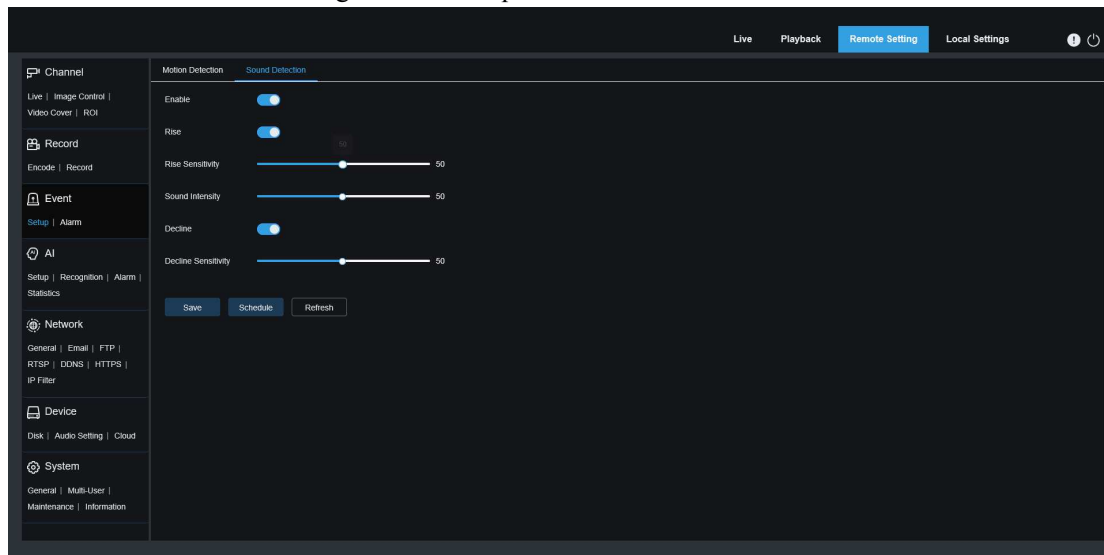 Live Playback Remote Setting Local Settings
Channel
Live | Image Control |
Video Cover | ROI
Record
Encode | Record
Event
Setup | Alarm
AI
Setup | Recognition | Alarm |
Statistics
Network
General | Email | FTP |
RTSP | DDNS | HTTPS |
IP Filter
Device
Disk | Audio Setting | Cloud
System
General | Multi-User |
Maintenance | Information
Motion Detection Sound Detection
Enable
Rise
50
Rise Sensitivity 50
Sound Intensity 50
Decline
Decline Sensitivity 50
Save Schedule Refresh